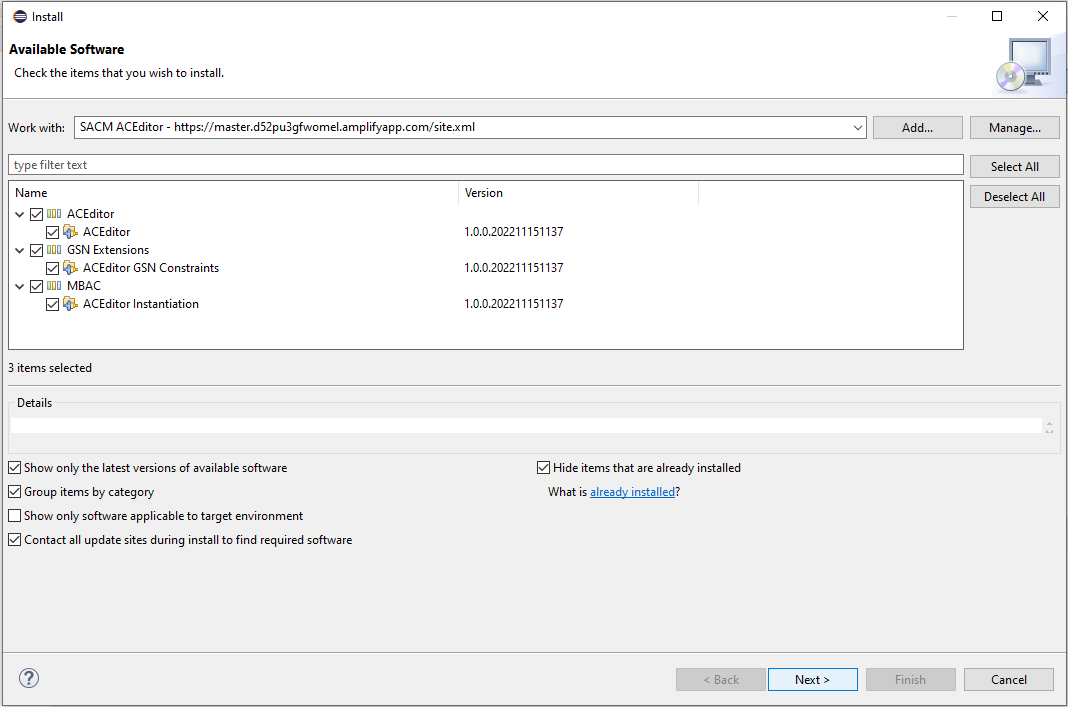 Install
Available Software
Check the items that you wish to install.
Work with: SACM ACEditor - https://master.d52pu3gfwomel.amplifyapp.com/site.xml Add... Manage...
type filter text
Select All
Deselect All
Name Version
ACEditor
ACEditor 1.0.0.202211151137
GSN Extensions
ACEditor GSN Constraints 1.0.0.202211151137
MBAC
ACEditor Instantiation 1.0.0.202211151137
3 items selected
Details
Show only the latest versions of available software Hide items that are already installed
Group items by category What is already installed?
Show only software applicable to target environment
Contact all update sites during install to find required software
? < Back Next > Finish Cancel